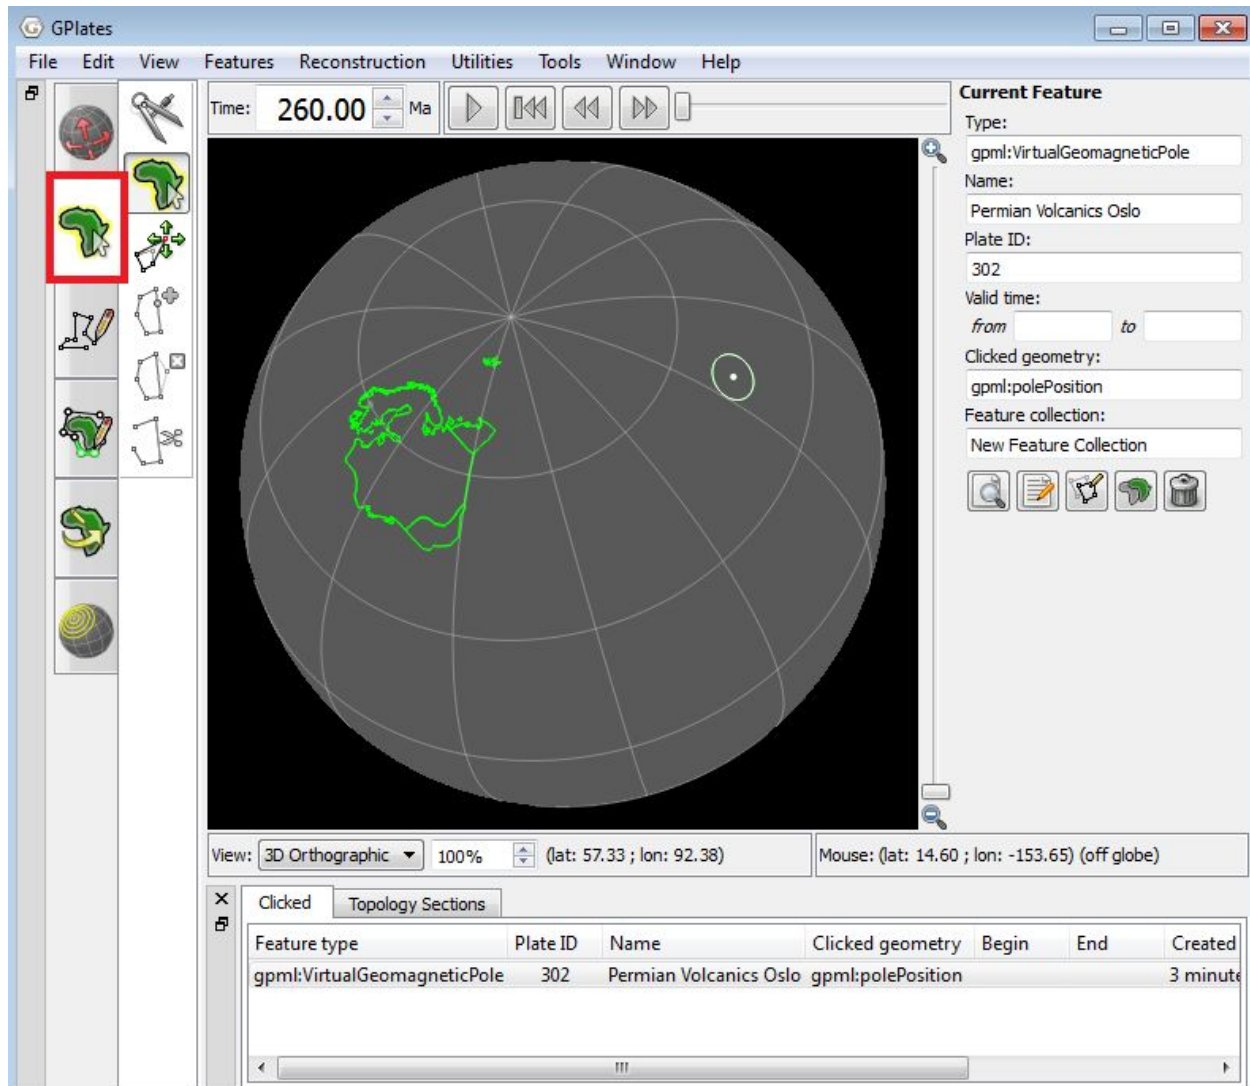 GPlates
File Edit View Features Reconstruction Utilities Tools Window Help
Time: 260.00 Ma
Current Feature
Type:
gpml:VirtualGeomagneticPole
Name:
Permian Volcanics Oslo
Plate ID:
302
Valid time:
from to
Clicked geometry:
gpml:polePosition
Feature collection:
New Feature Collection
View: 3D Orthographic 100% (lat: 57.33 ; lon: 92.38) Mouse: (lat: 14.60 ; lon: -153.65) (off globe)
Clicked Topology Sections
Feature type Plate ID Name Clicked geometry Begin End Created
gpml:VirtualGeomagneticPole 302 Permian Volcanics Oslo gpml:polePosition 3 minute